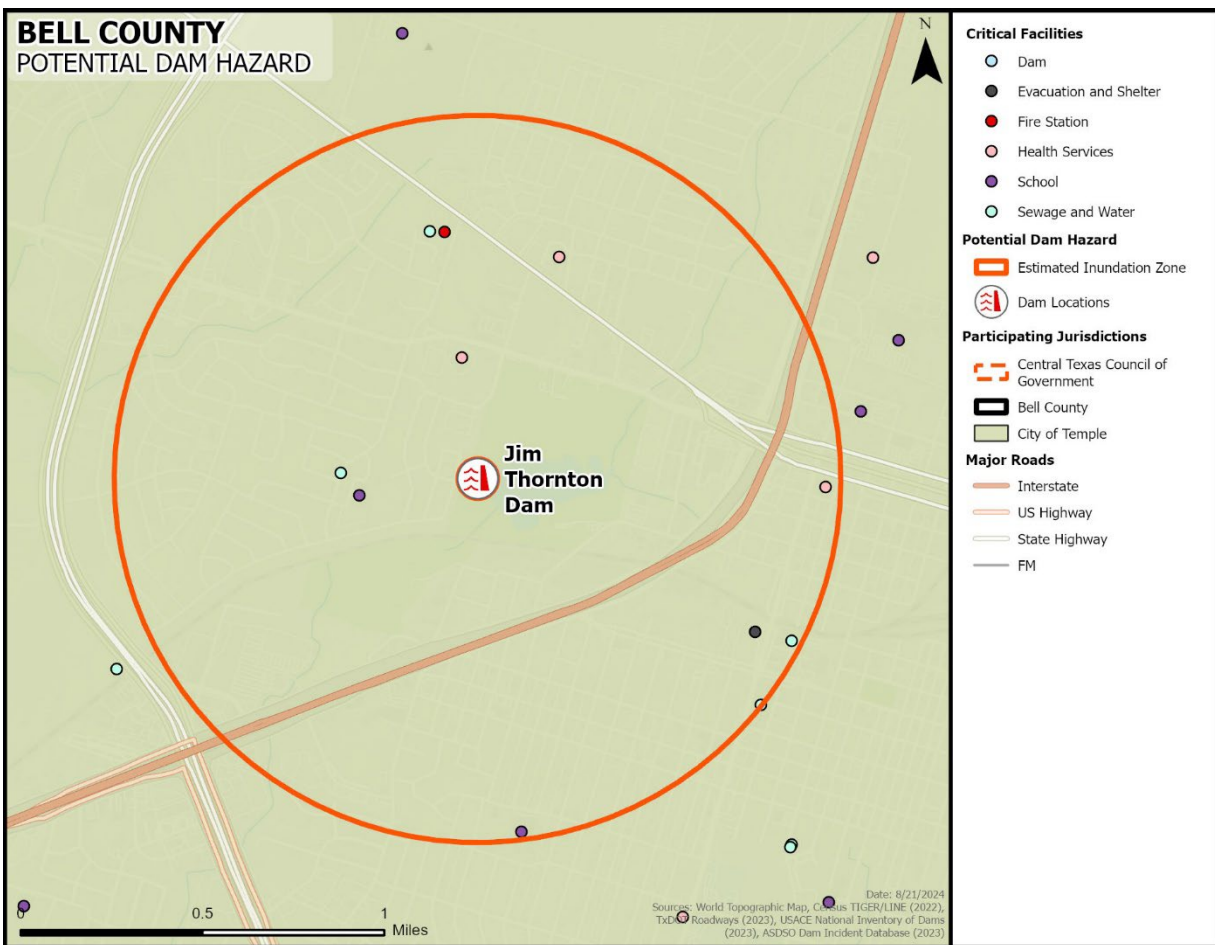 BELL COUNTY
POTENTIAL DAM HAZARD
N
Jim
Thornton
Dam
0
0.5
1
Miles
Date: 8/21/2024
Sources: World Topographic Map, Census TIGER/LINE (2022),
TxDOT Roadways (2023), USACE National Inventory of Dams
(2023), ASDSO Dam Incident Database (2023)
Critical Facilities
Dam
Evacuation and Shelter
Fire Station
Health Services
School
Sewage and Water
Potential Dam Hazard
Estimated Inundation Zone
Dam Locations
Participating Jurisdictions
Central Texas Council of
Government
Bell County
City of Temple
Major Roads
Interstate
US Highway
State Highway
FM